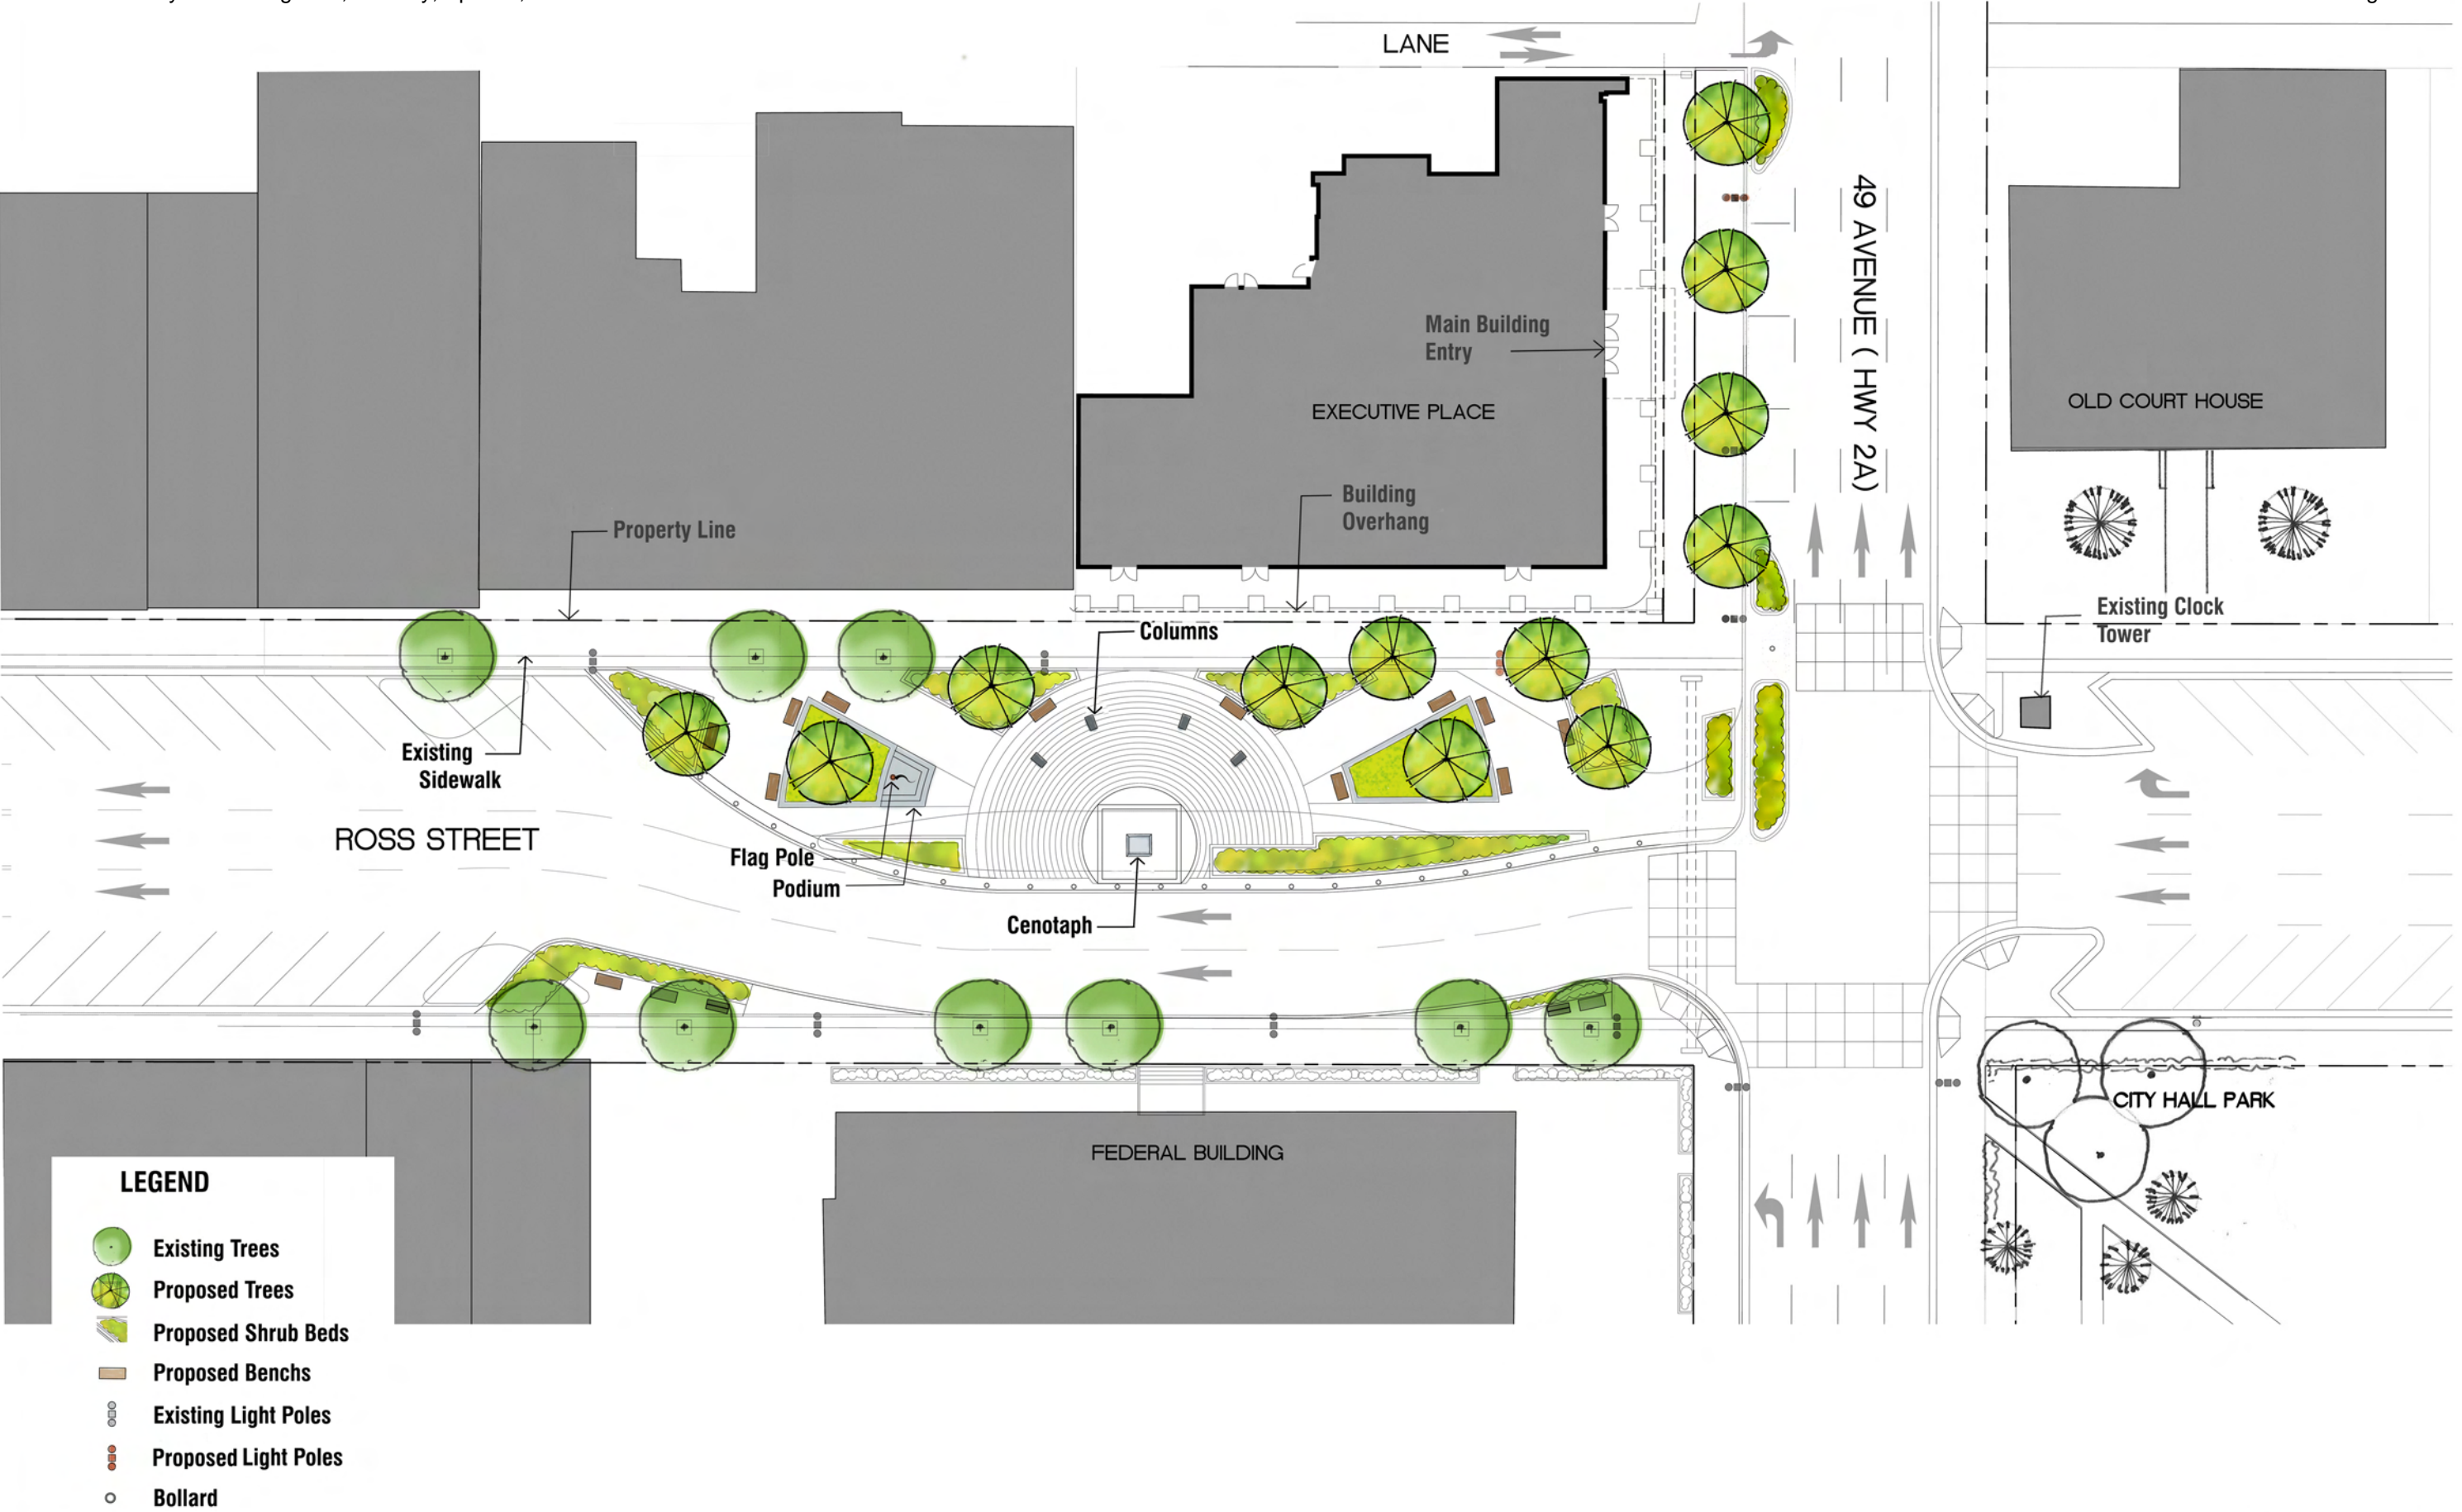 LANE
49 AVENUE ( HWY 2A)
Main Building
Entry
EXECUTIVE PLACE
OLD COURT HOUSE
Building
Overhang
Property Line
Existing Clock
Tower
Columns
Existing
Sidewalk
ROSS STREET
Flag Pole
Podium
Cenotaph
CITY HALL PARK
FEDERAL BUILDING
LEGEND
Existing Trees
Proposed Trees
Proposed Shrub Beds
Proposed Benchs
Existing Light Poles
Proposed Light Poles
Bollard